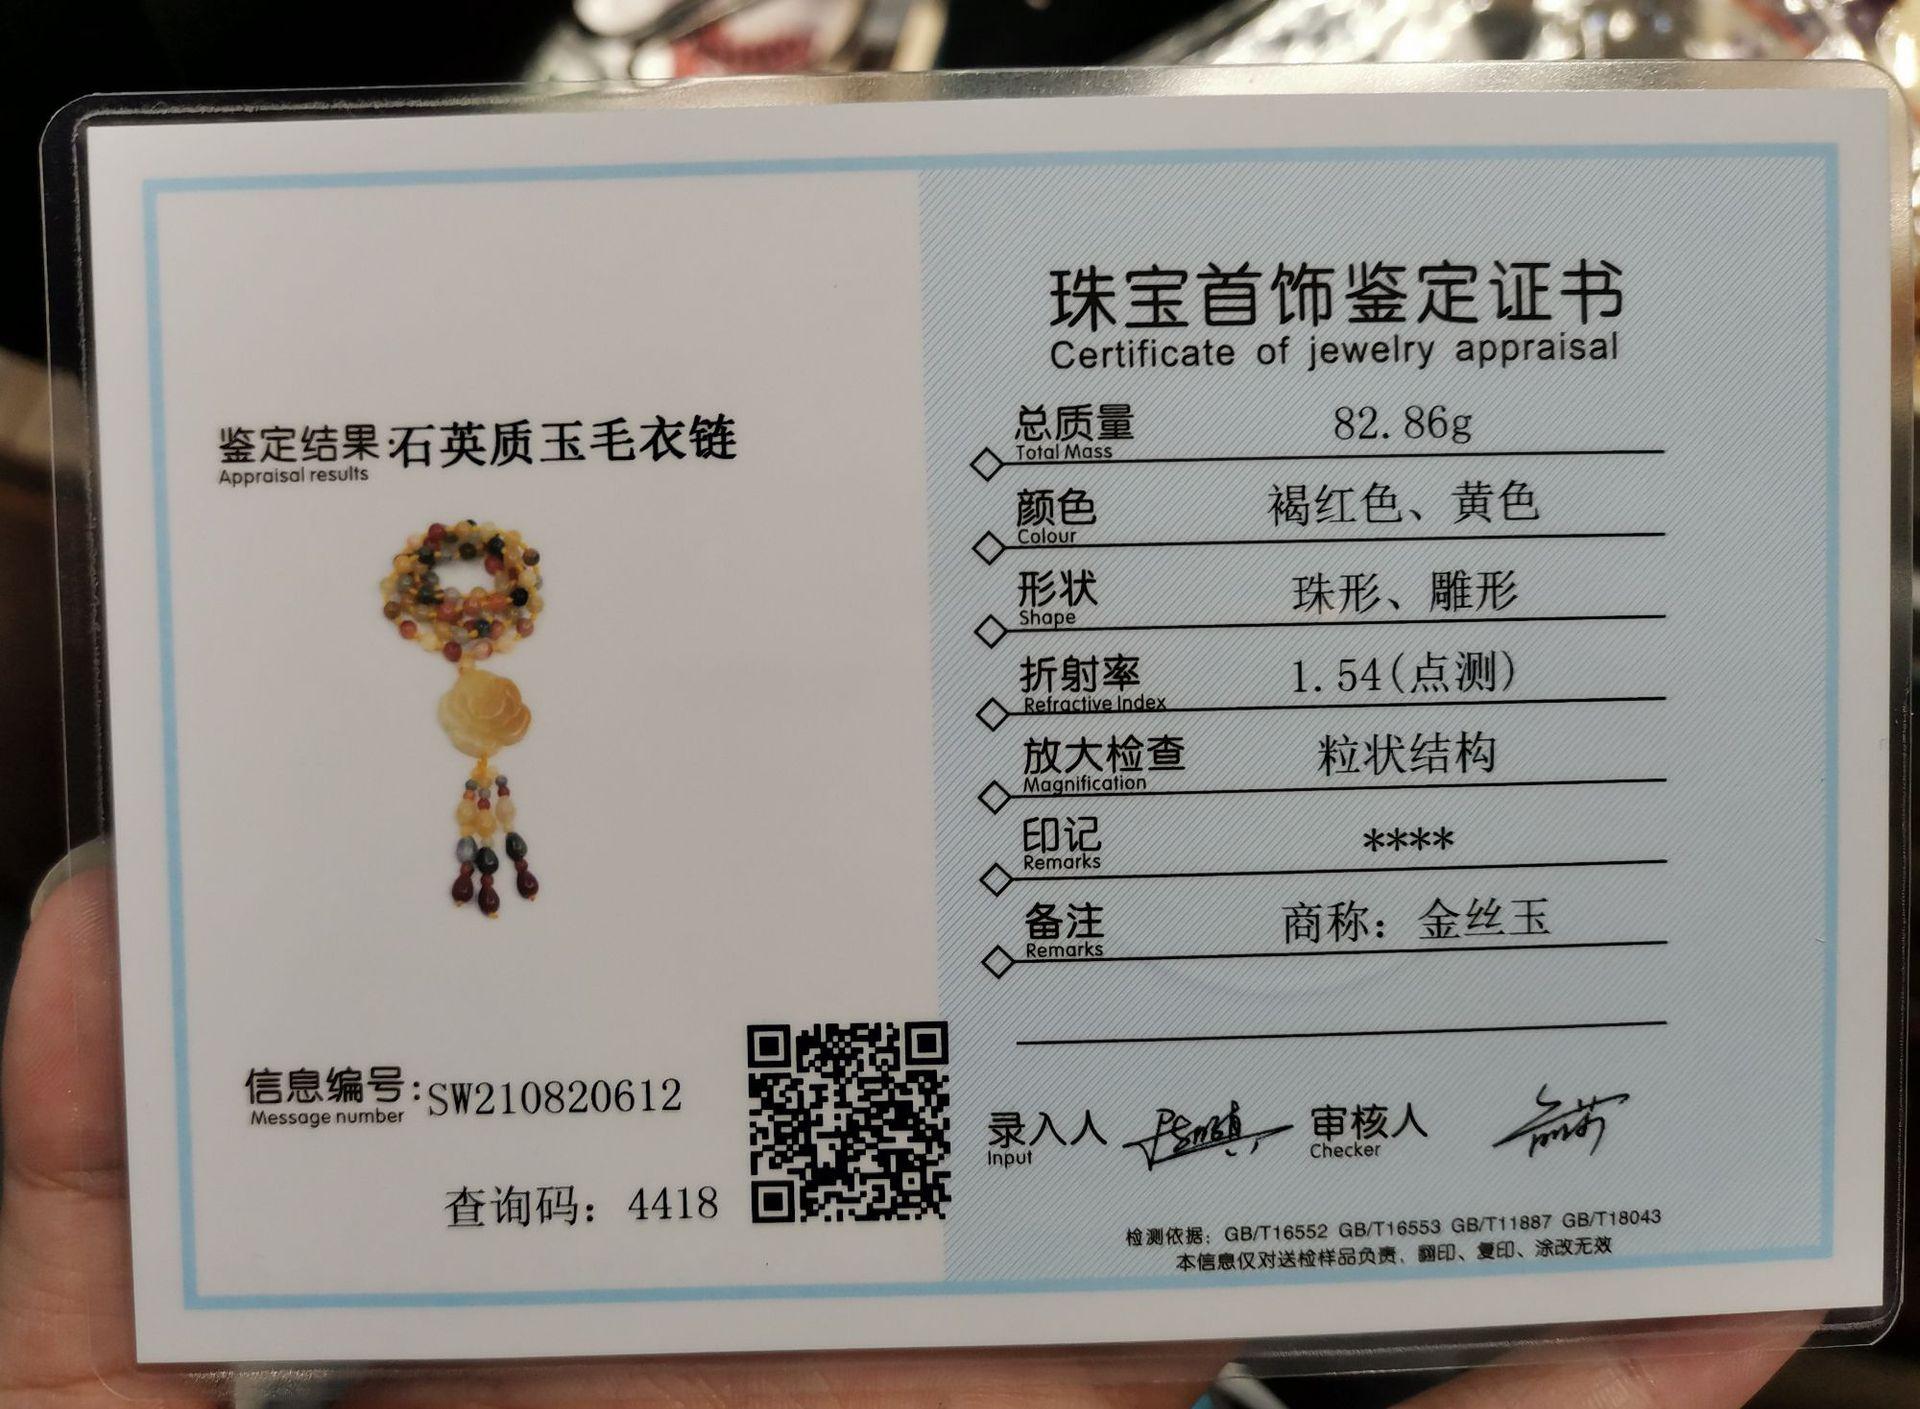 鉴定结果:石英质玉毛衣链
Appraisal results
信息编号:SW210820612
Message number
查询码：4418
珠宝首饰鉴定证书
Certificate of jewelry appraisal
总质量 82.86g
Total Mass
颜色 褐红色、黄色
Colour
形状 珠形、雕形
Shape
折射率 1.54(点测)
Refractive Index
放大检查 粒状结构
Magnification
印记 ****
Remarks
备注 商称：金丝玉
Remarks
录入人 审核人
Input Checker
检测依据：GB/T16552 GB/T16553 GB/T11887 GB/T18043
本信息仅对送检样品负责，翻印、复印、涂改无效